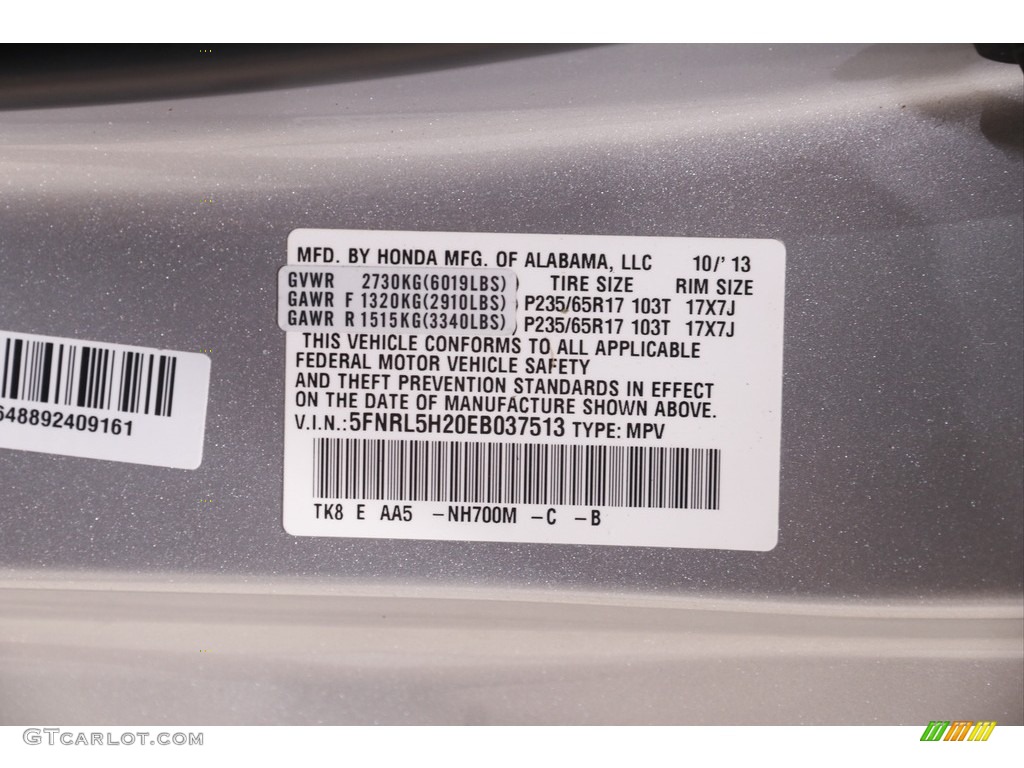 MFD. BY HONDA MFG. OF ALABAMA, LLC 10/'13
GVWR 2730KG(6019LBS) TIRE SIZE RIM SIZE
GAWR F 1320KG(2910LBS) P235/65R17 103T 17X7J
GAWR R 1515KG(3340LBS) P235/65R17 103T 17X7J
THIS VEHICLE CONFORMS TO ALL APPLICABLE
FEDERAL MOTOR VEHICLE SAFETY
AND THEFT PREVENTION STANDARDS IN EFFECT
ON THE DATE OF MANUFACTURE SHOWN ABOVE.
V.I.N.: 5FNRL5H20EB037513 TYPE: MPV
TK8 E AA5 -NH700M -C -B
48892409161
GTCARLOT.COM